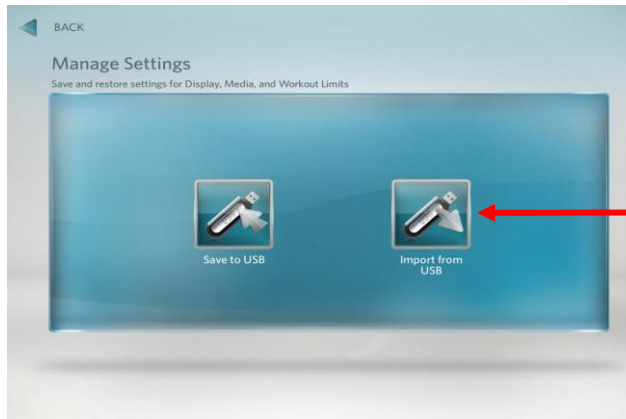 BACK
Manage Settings
Save and restore settings for Display, Media, and Workout Limits
Save to USB
Import from
USB